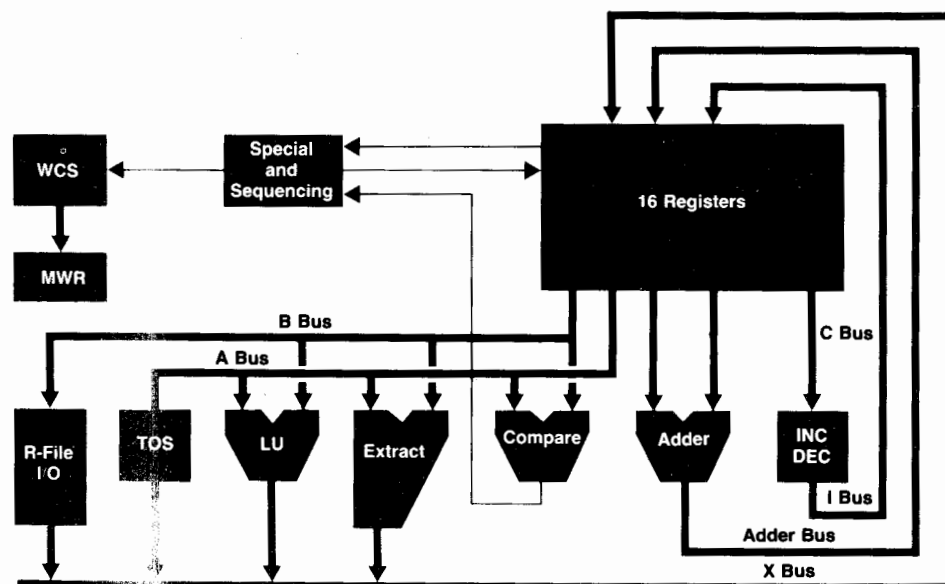 Special
and
Sequencing
WCS
16 Registers
MWR
B Bus
C Bus
A Bus
R-File
I/O
TOS
LU
Extract
Compare
Adder
INC
DEC
I Bus
Adder Bus
X Bus